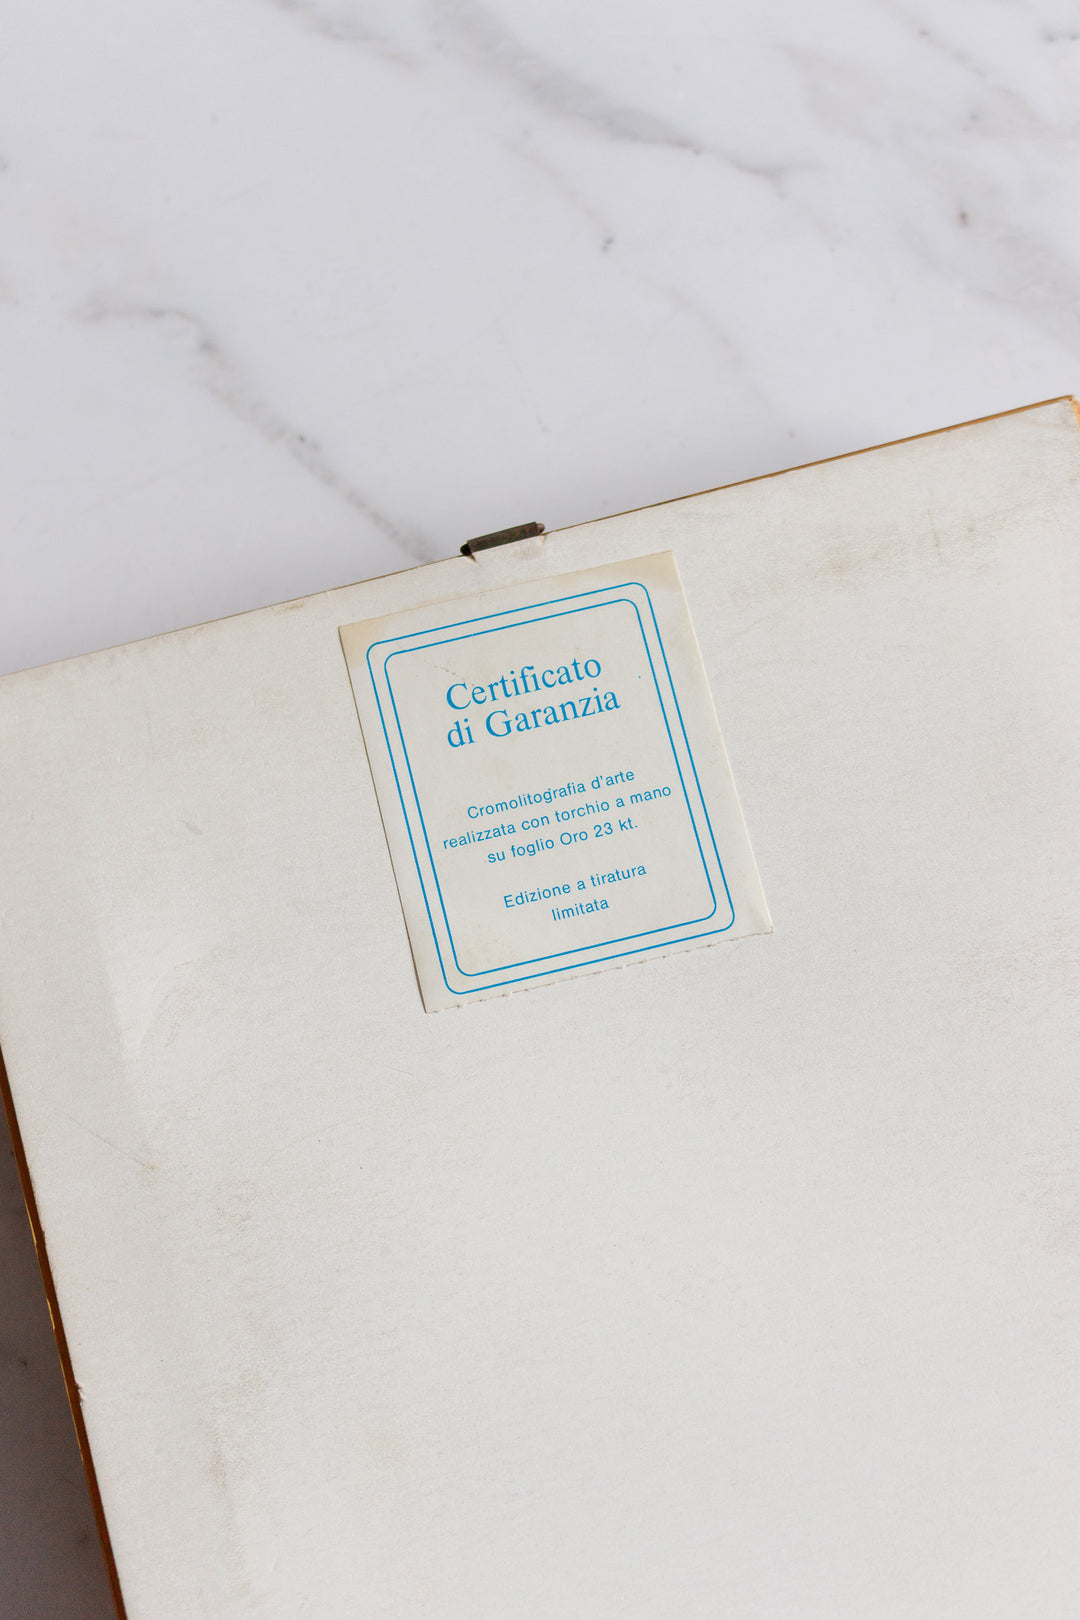 Certificato
di Garanzia
Cromolitografia d'arte
realizzata con torchio a mano
su foglio Oro 23 kt.
Edizione a tiratura
limitata